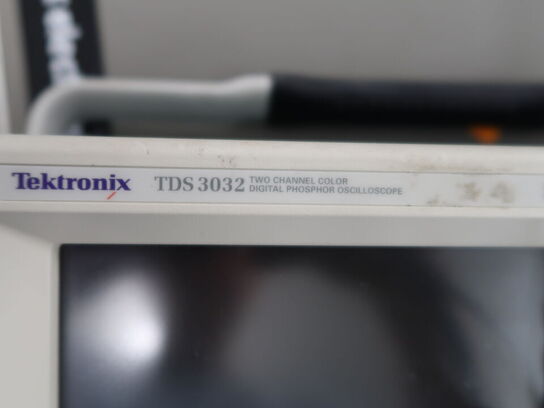 Tektronix TDS 3032 TWO CHANNEL COLOR
DIGITAL PHOSPHOR OSCILLOSCOPE